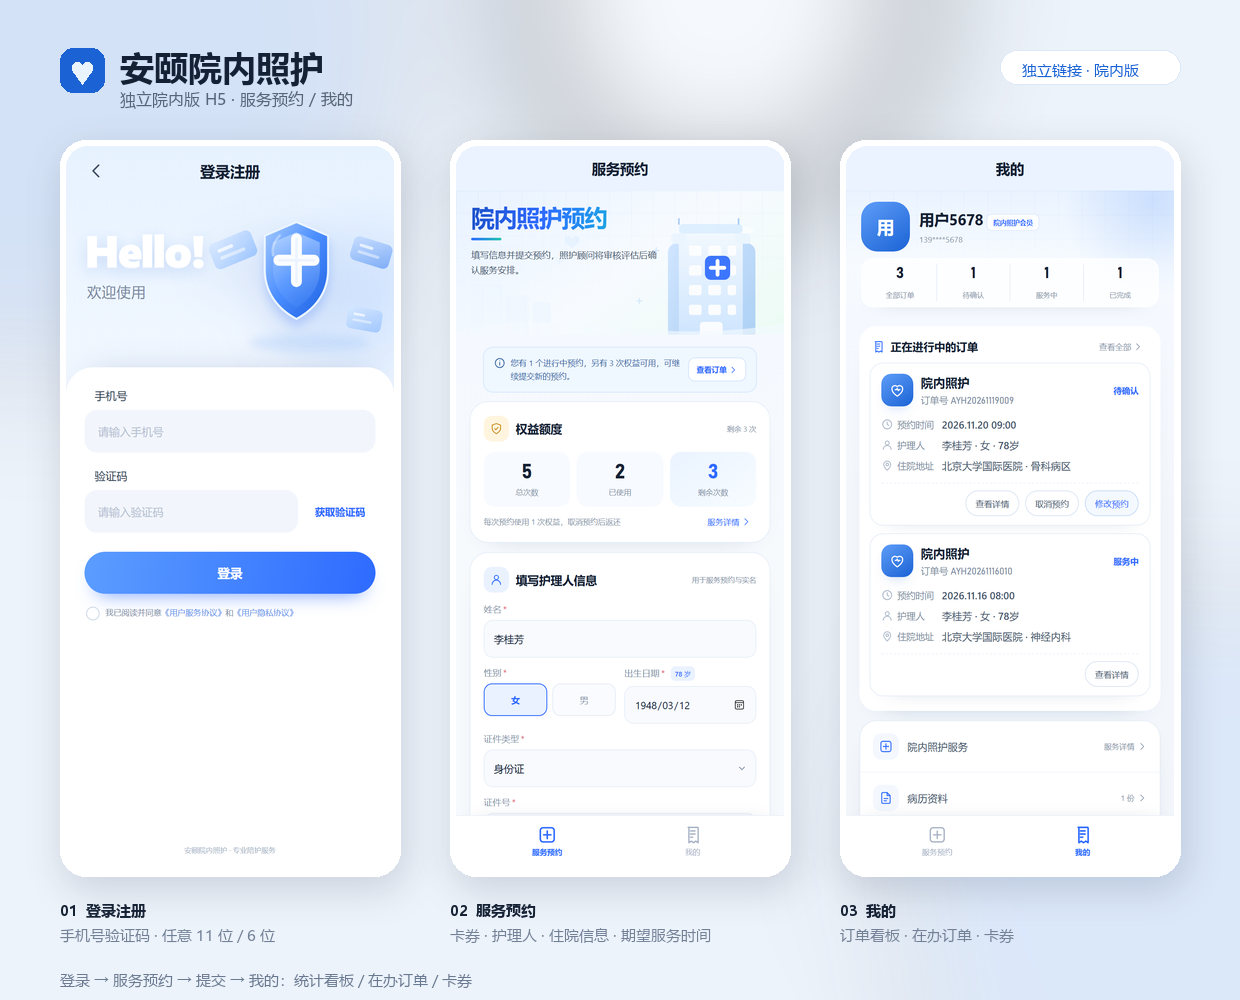 安颐院内照护
独立院内版 H5 · 服务预约 / 我的
独立链接 · 院内版
登录注册
Hello!
欢迎使用
手机号
请输入手机号
验证码
请输入验证码
获取验证码
登录
我已阅读并同意《用户服务协议》和《用户隐私协议》
安颐院内照护 · 专业陪护服务
01 登录注册
手机号验证码 · 任意 11 位 / 6 位
服务预约
院内照护预约
填写信息并提交预约，照护顾问将审核评估后确
认服务安排。
您有 1 个进行中预约，另有 3 次权益可用，可继
续提交新的预约。
查看订单
权益额度
剩余 3 次
5
2
3
总次数
已使用
剩余次数
每次预约使用 1 次权益，取消预约后返还
服务详情
填写护理人信息
用于服务预约与实名
姓名 *
李桂芳
性别 *
出生日期 *
78 岁
女
男
1948/03/12
证件类型 *
身份证
证件号 *
服务预约
我的
02 服务预约
卡券 · 护理人 · 住院信息 · 期望服务时间
我的
用
用户5678
院内照护会员
139****5678
3
1
1
1
全部订单
待确认
服务中
已完成
正在进行中的订单
查看全部
院内照护
订单号 AYH20261119009
待确认
预约时间 2026.11.20 09:00
护理人 李桂芳 · 女 · 78岁
住院地址 北京大学国际医院 · 骨科病区
查看详情
取消预约
修改预约
院内照护
订单号 AYH20261116010
服务中
预约时间 2026.11.16 08:00
护理人 李桂芳 · 女 · 78岁
住院地址 北京大学国际医院 · 神经内科
查看详情
院内照护服务
服务详情
病历资料
1 份
服务预约
我的
03 我的
订单看板 · 在办订单 · 卡券
登录 → 服务预约 → 提交 → 我的：统计看板 / 在办订单 / 卡券